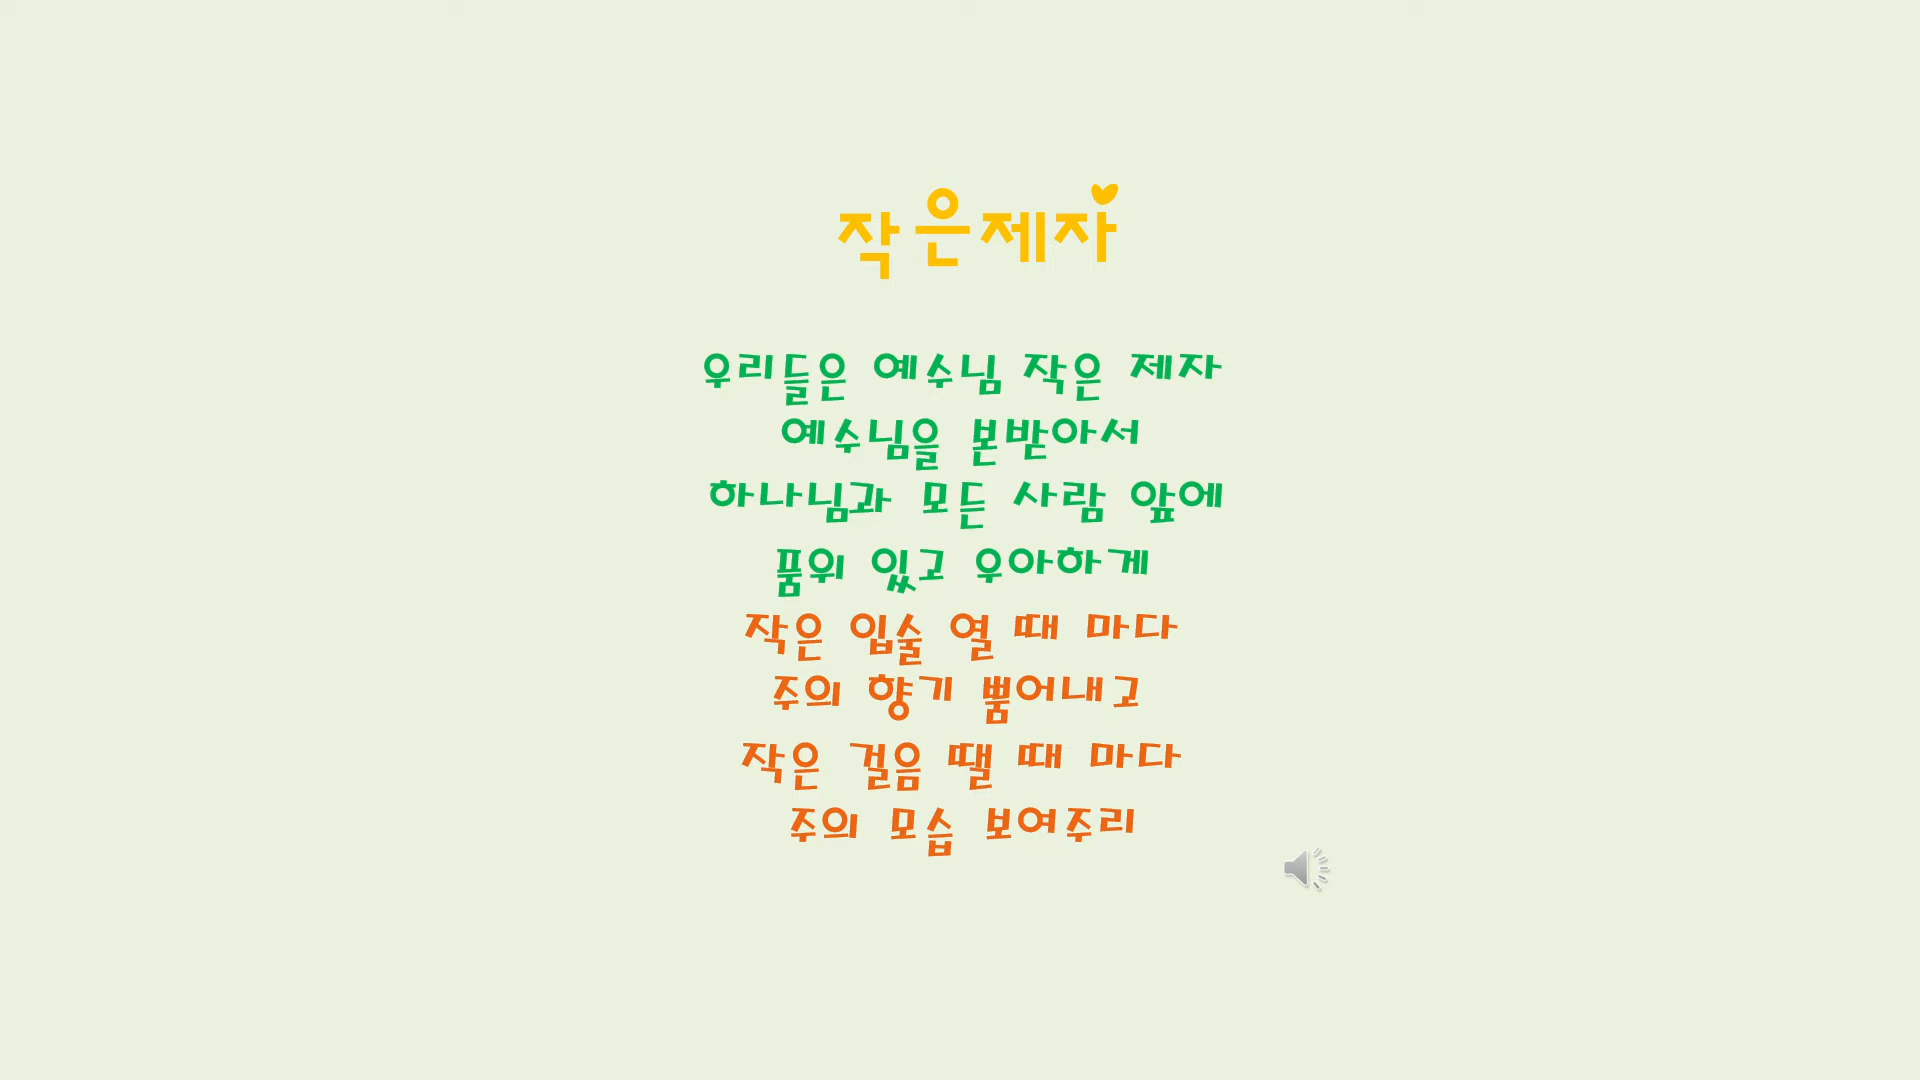 작은제자
우리들은 예수님 작은 제자
예수님을 본받아서
하나님과 모든 사람 앞에
품위 있고 우아하게
작은 입술 열 때 마다
주의 향기 뿜어내고
작은 걸음 땔 때 마다
주의 모습 보여주리